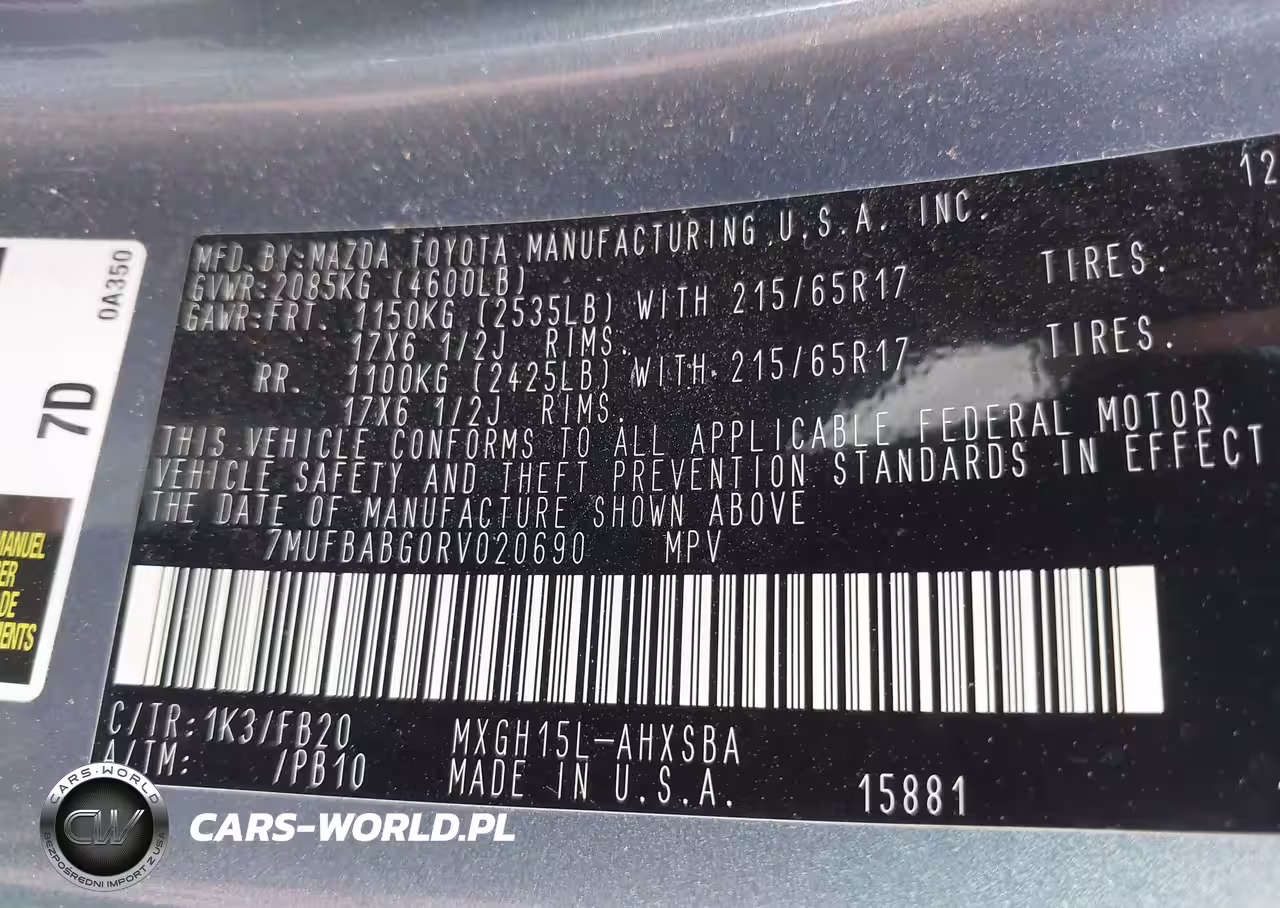 12
MFD. BY:MAZDA TOYOTA MANUFACTURING U.S.A. INC.
GVWR:2085KG (4600LB)
GAWR:FRT. 1150KG (2535LB) WITH 215/65R17 TIRES.
17X6 1/2J RIMS.
RR. 1100KG (2425LB) WITH 215/65R17 TIRES.
17X6 1/2J RIMS.
THIS VEHICLE CONFORMS TO ALL APPLICABLE FEDERAL MOTOR
VEHICLE SAFETY AND THEFT PREVENTION STANDARDS IN EFFECT
THE DATE OF MANUFACTURE SHOWN ABOVE
7MUFBABG0RV020690 MPV
C/TR:1K3/FB20 MXGH15L-AHXSBA
A/TM: /PB10 MADE IN U.S.A. 15881
0A350
7D
MANUEL
ER
DE
ENTS
CARS-WORLD
CW
BEZPOŚREDNI IMPORT Z USA
CARS-WORLD.PL